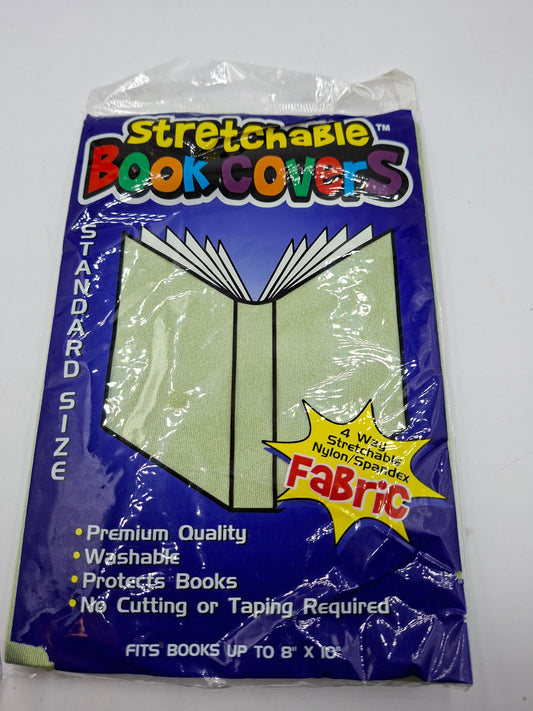 Stretchable™
Book Covers
STANDARD SIZE
4 Way
Stretchable
Nylon/Spandex
Fabric
• Premium Quality
• Washable
• Protects Books
• No Cutting or Taping Required
FITS BOOKS UP TO 8" X 10"